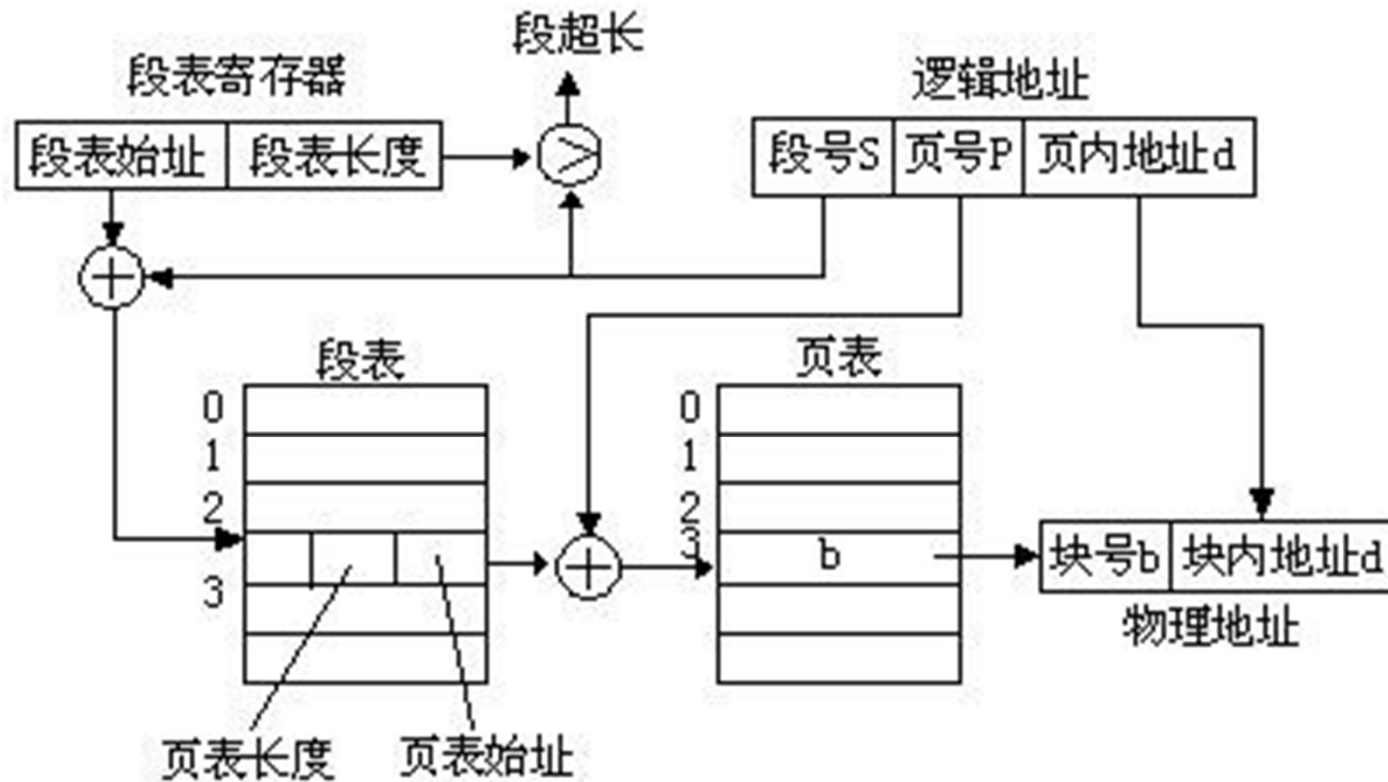 段超长
段表寄存器
逻辑地址
段表始址 段表长度
>
段号S 页号P 页内地址d
+
段表
页表
0
1
2
3
0
1
2
3
+
b
块号b 块内地址d
物理地址
页表长度
页表始址